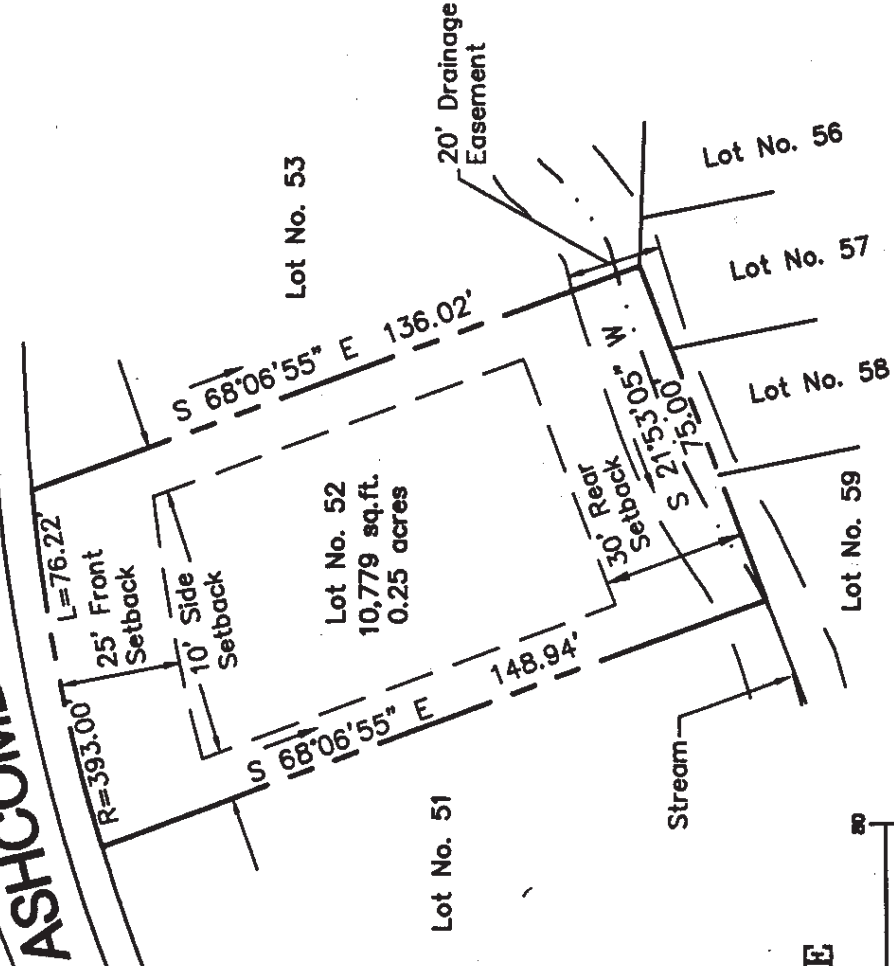 R=393.00'
L=76.22'
25' Front
Setback
10' Side
Setback
S 68°06'55" E 136.02'
Lot No. 53
20' Drainage
Easement
Lot No. 52
10,779 sq.ft.
0.25 acres
S 68°06'55" E 148.94'
Lot No. 51
30' Rear
Setback
S 21°53'05" W
75.00'
Lot No. 56
Lot No. 57
Lot No. 58
Lot No. 59
Stream
80
E